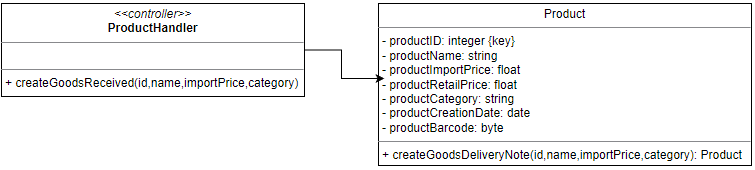 <<controller>>
ProductHandler
+ createGoodsReceived(id,name,importPrice,category)
Product
- productID: integer {key}
- productName: string
- productImportPrice: float
- productRetailPrice: float
- productCategory: string
- productCreationDate: date
- productBarcode: byte
+ createGoodsDeliveryNote(id,name,importPrice,category): Product